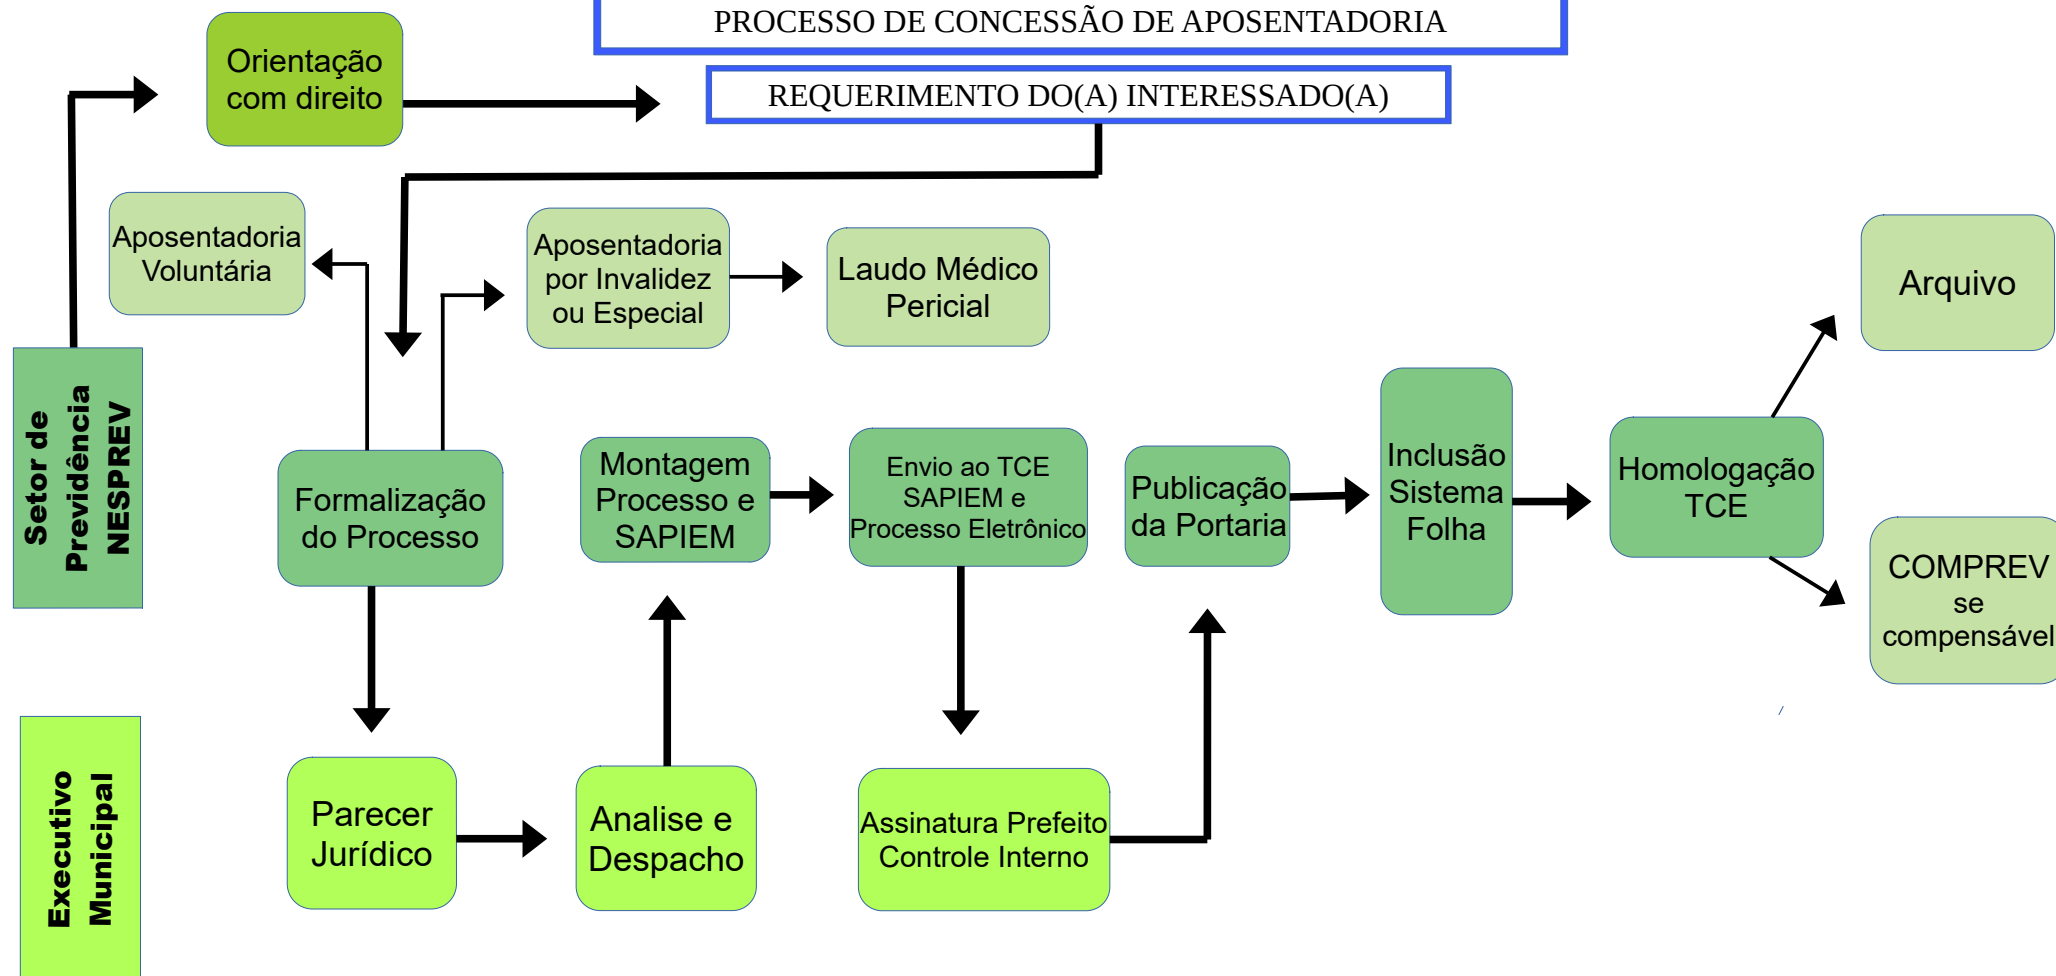 PROCESSO DE CONCESSÃO DE APOSENTADORIA
Orientação
com direito
REQUERIMENTO DO(A) INTERESSADO(A)
Aposentadoria
Voluntária
Aposentadoria
por Invalidez
ou Especial
Laudo Médico
Pericial
Arquivo
Setor de
Previdência
NESPREV
Formalização
do Processo
Montagem
Processo e
SAPIEM
Envio ao TCE
SAPIEM e
Processo Eletrônico
Publicação
da Portaria
Inclusão
Sistema
Folha
Homologação
TCE
COMPREV
se
compensável
Executivo
Municipal
Parecer
Jurídico
Analise e
Despacho
Assinatura Prefeito
Controle Interno